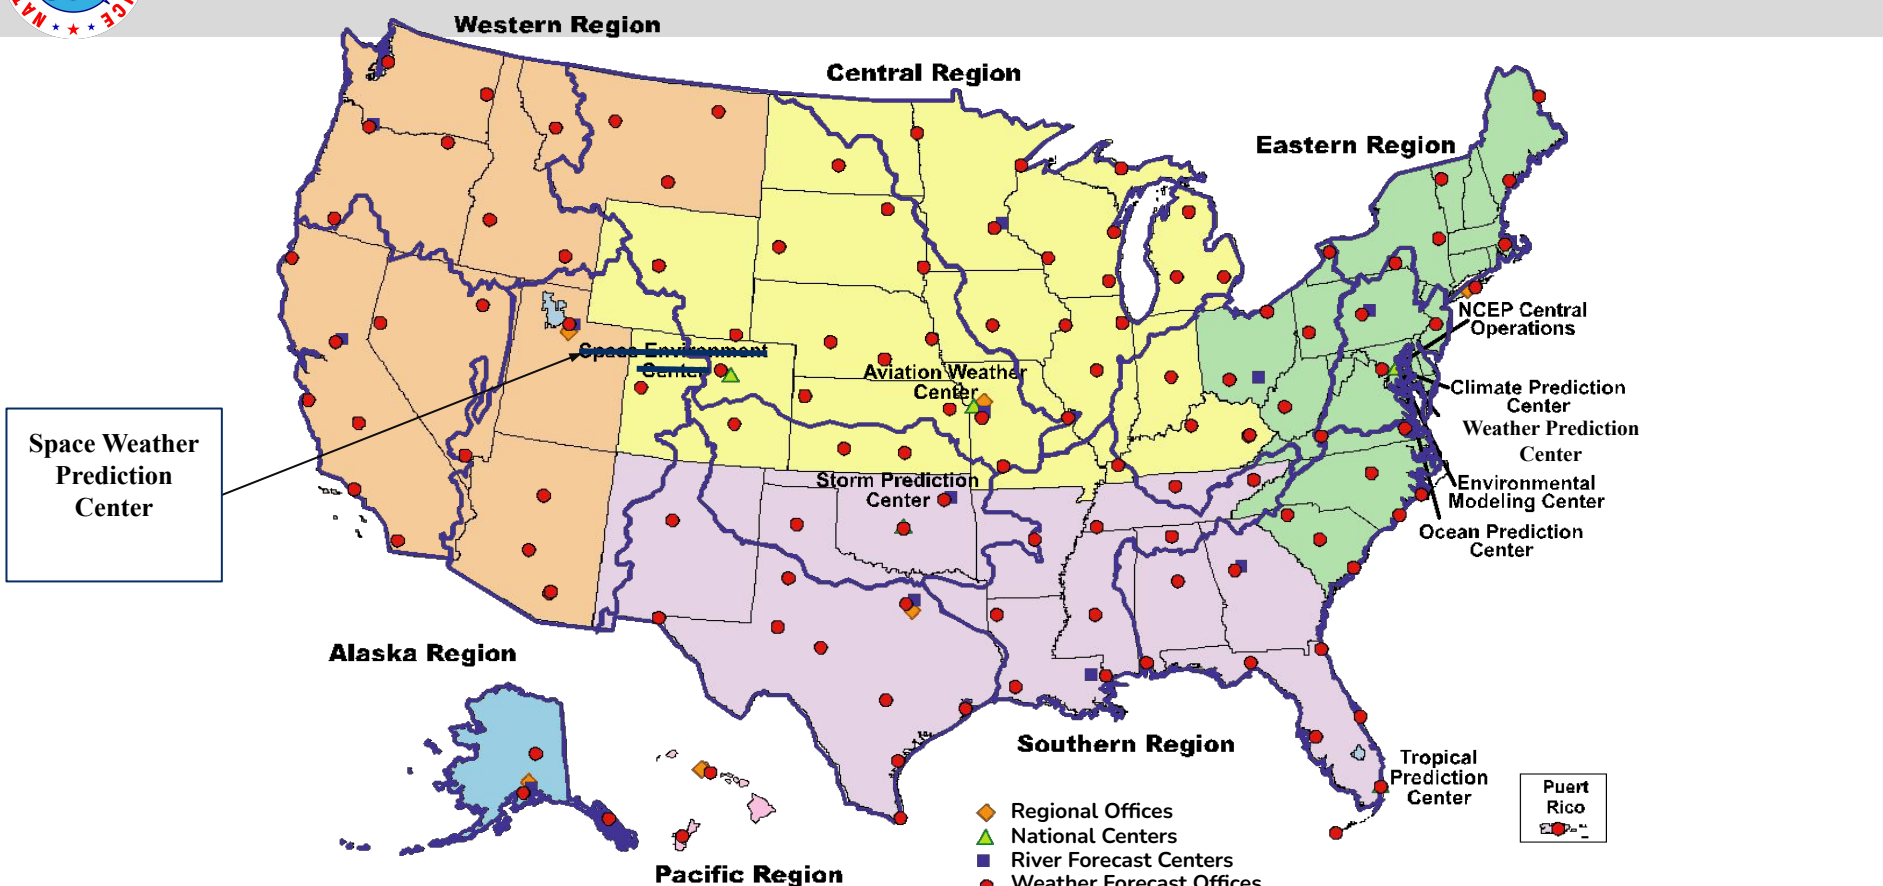 Western Region
Central Region
Eastern Region
NCEP Central
Operations
Space Environment
Center
Aviation Weather
Center
Climate Prediction
Center
Weather Prediction
Center
Space Weather
Prediction
Center
Storm Prediction
Center
Environmental
Modeling Center
Ocean Prediction
Center
Alaska Region
Southern Region
Tropical
Prediction
Center
Puert
Rico
Regional Offices
National Centers
River Forecast Centers
Weather Forecast Offices
Pacific Region